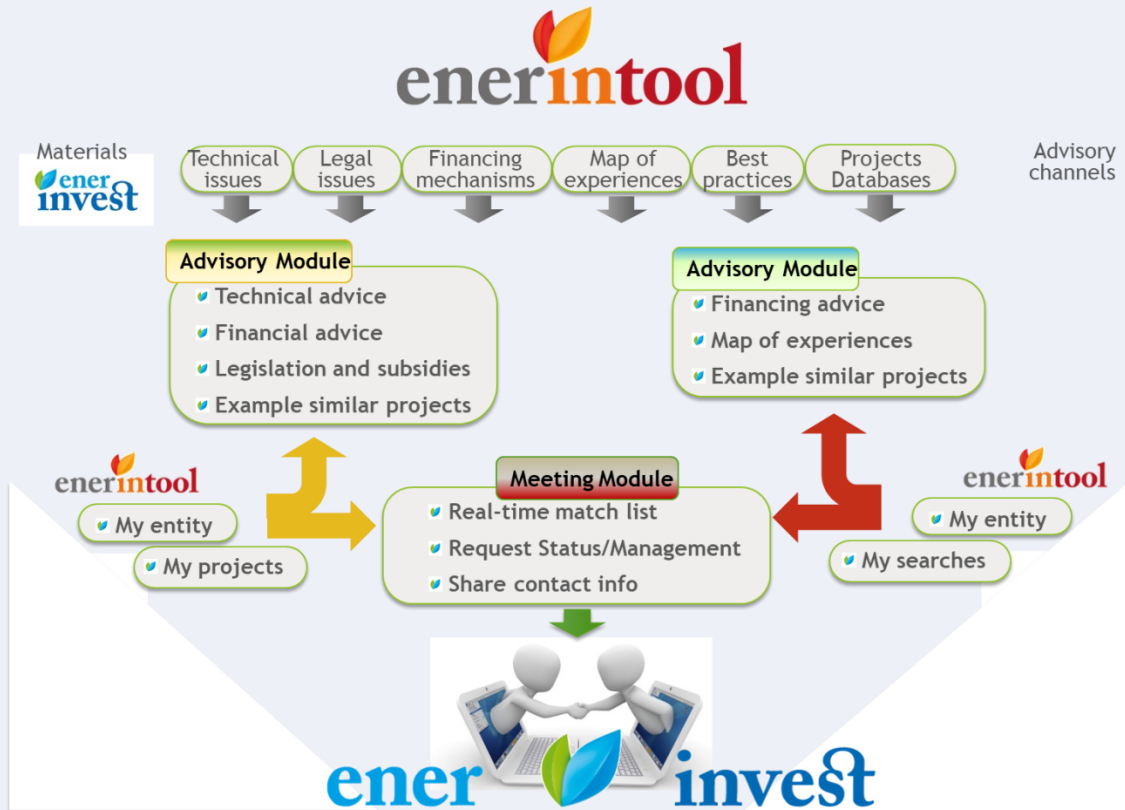 enerintool
Materials
ener
invest
Technical
issues
Legal
issues
Financing
mechanisms
Map of
experiences
Best
practices
Projects
Databases
Advisory
channels
Advisory Module
Technical advice
Financial advice
Legislation and subsidies
Example similar projects
Advisory Module
Financing advice
Map of experiences
Example similar projects
enerintool
My entity
My projects
Meeting Module
Real-time match list
Request Status/Management
Share contact info
enerintool
My entity
My searches
ener invest